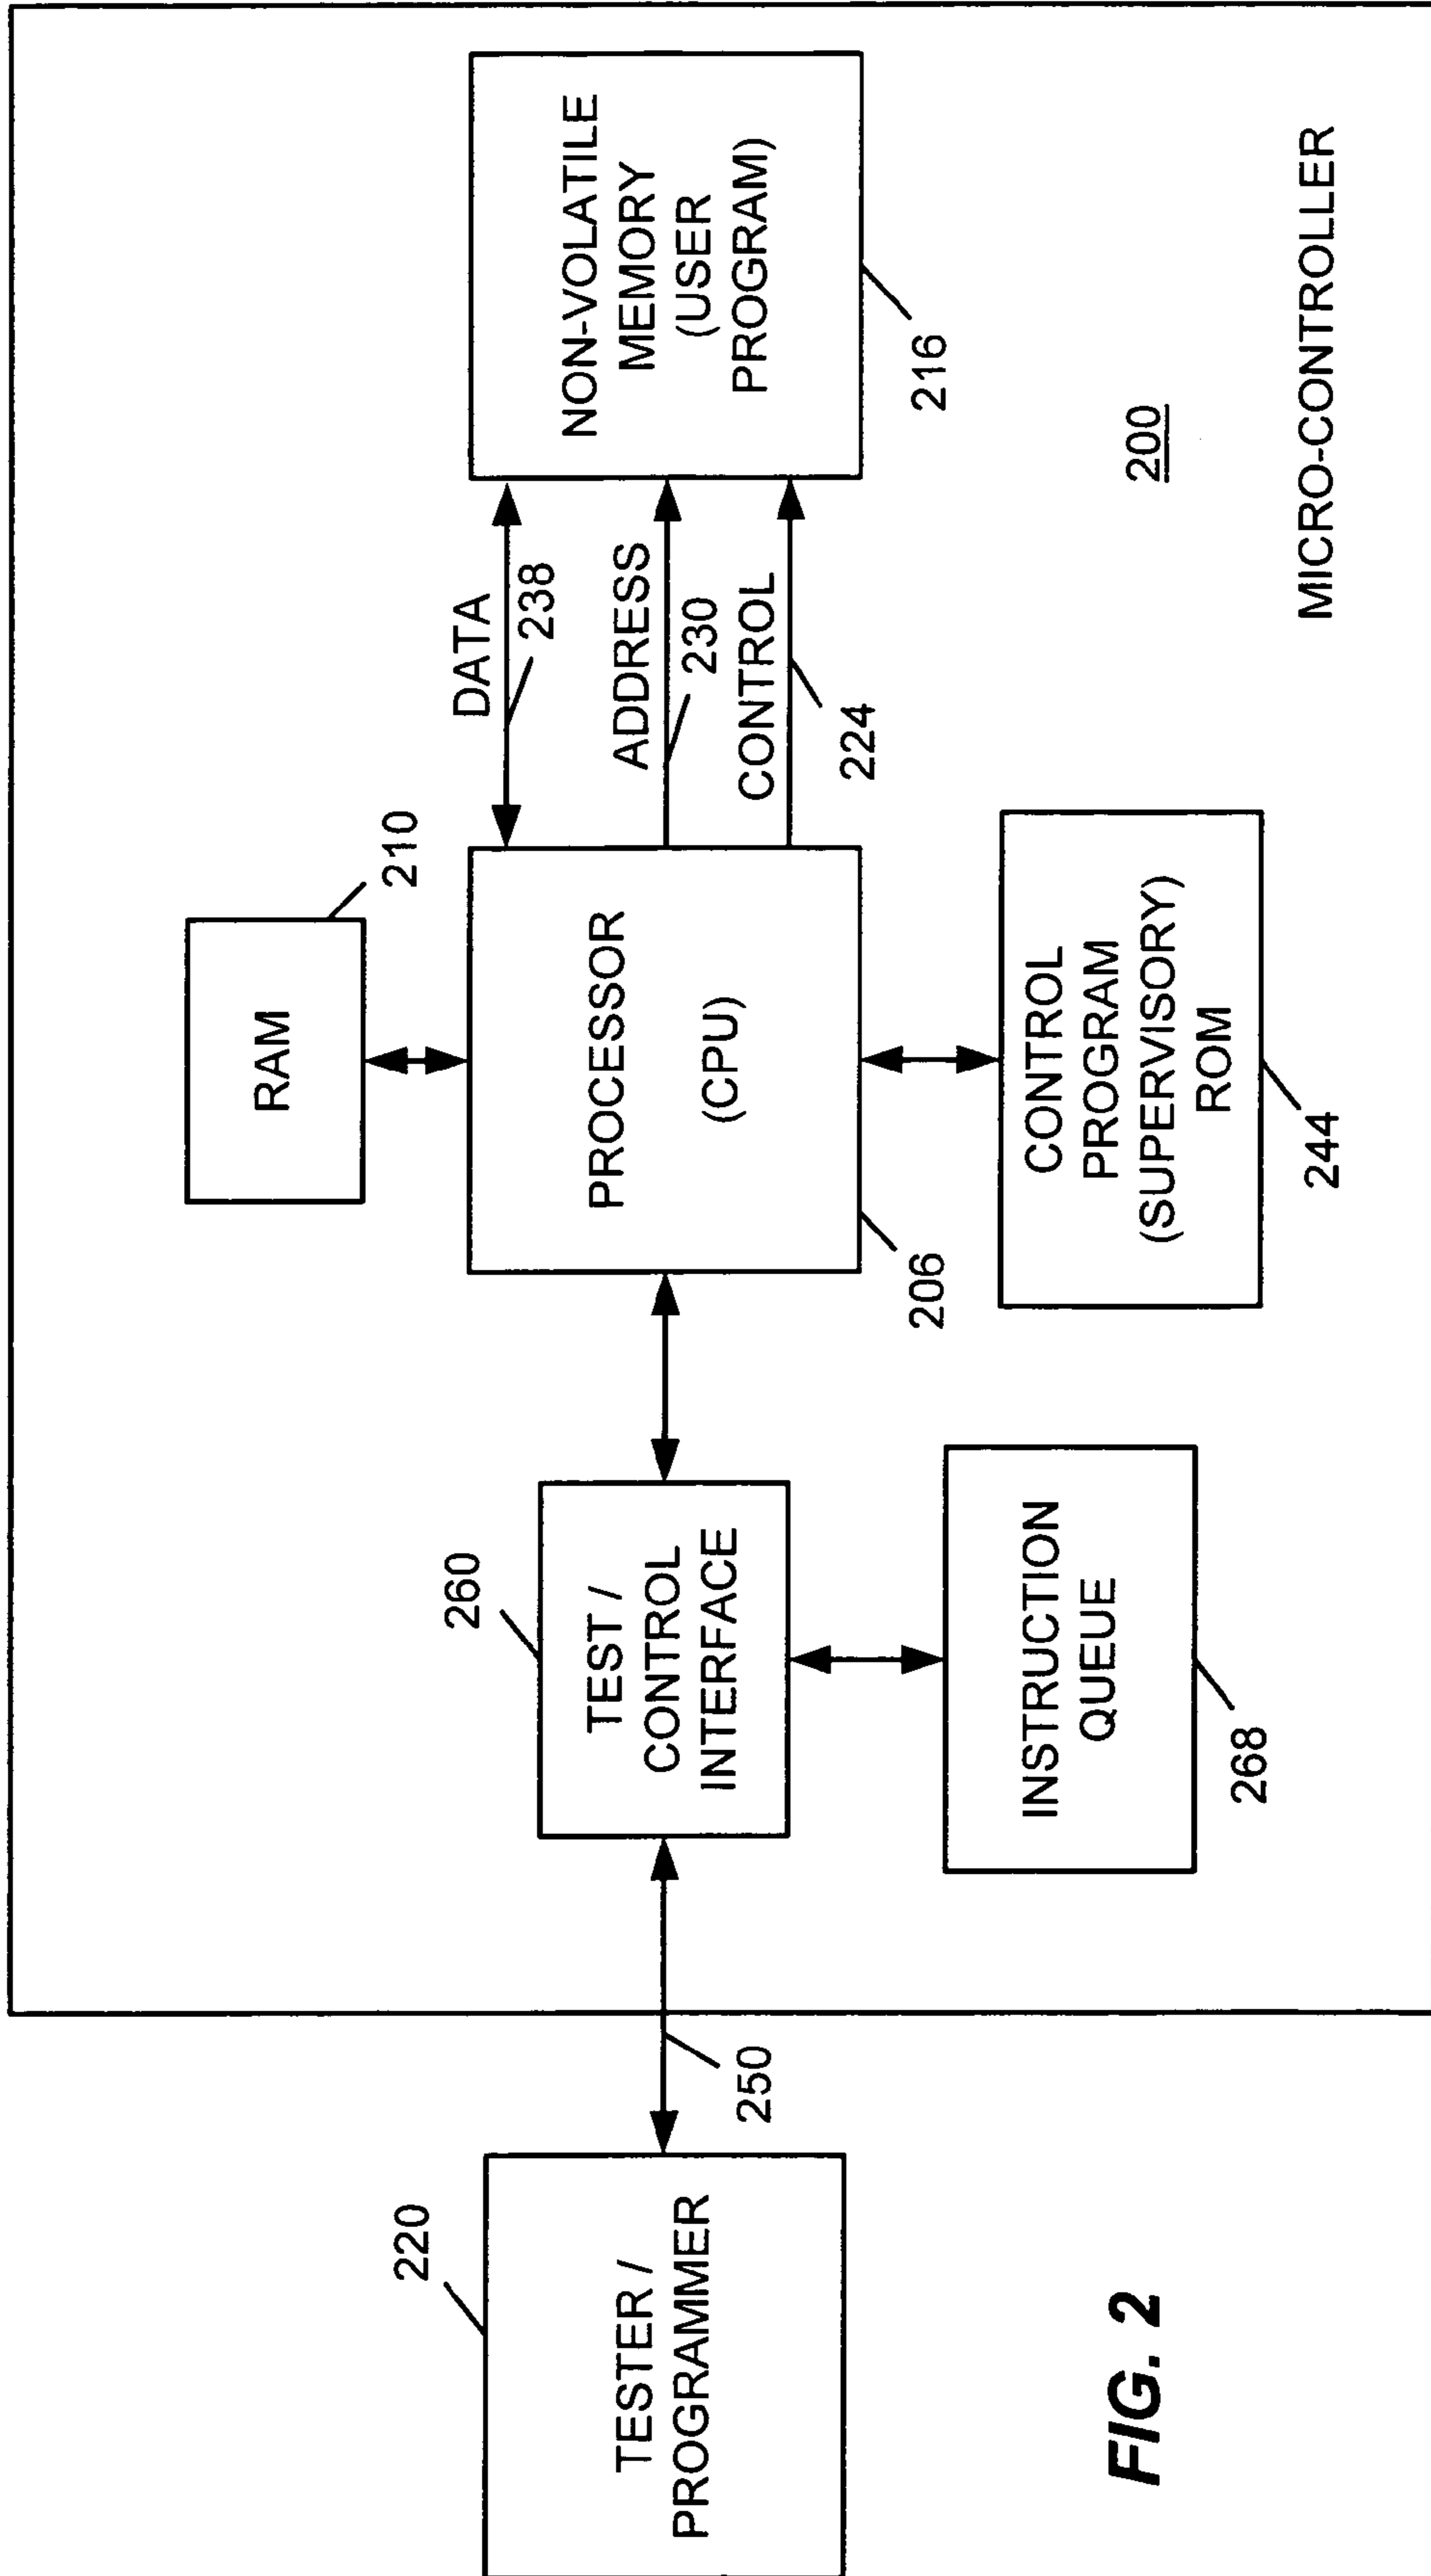 220
TESTER /
PROGRAMMER
250
260
TEST /
CONTROL
INTERFACE
INSTRUCTION
QUEUE
268
RAM
210
PROCESSOR
(CPU)
206
CONTROL
PROGRAM
(SUPERVISORY)
ROM
244
DATA
238
ADDRESS
230
CONTROL
224
NON-VOLATILE
MEMORY
(USER
PROGRAM)
216
200
MICRO-CONTROLLER
FIG. 2